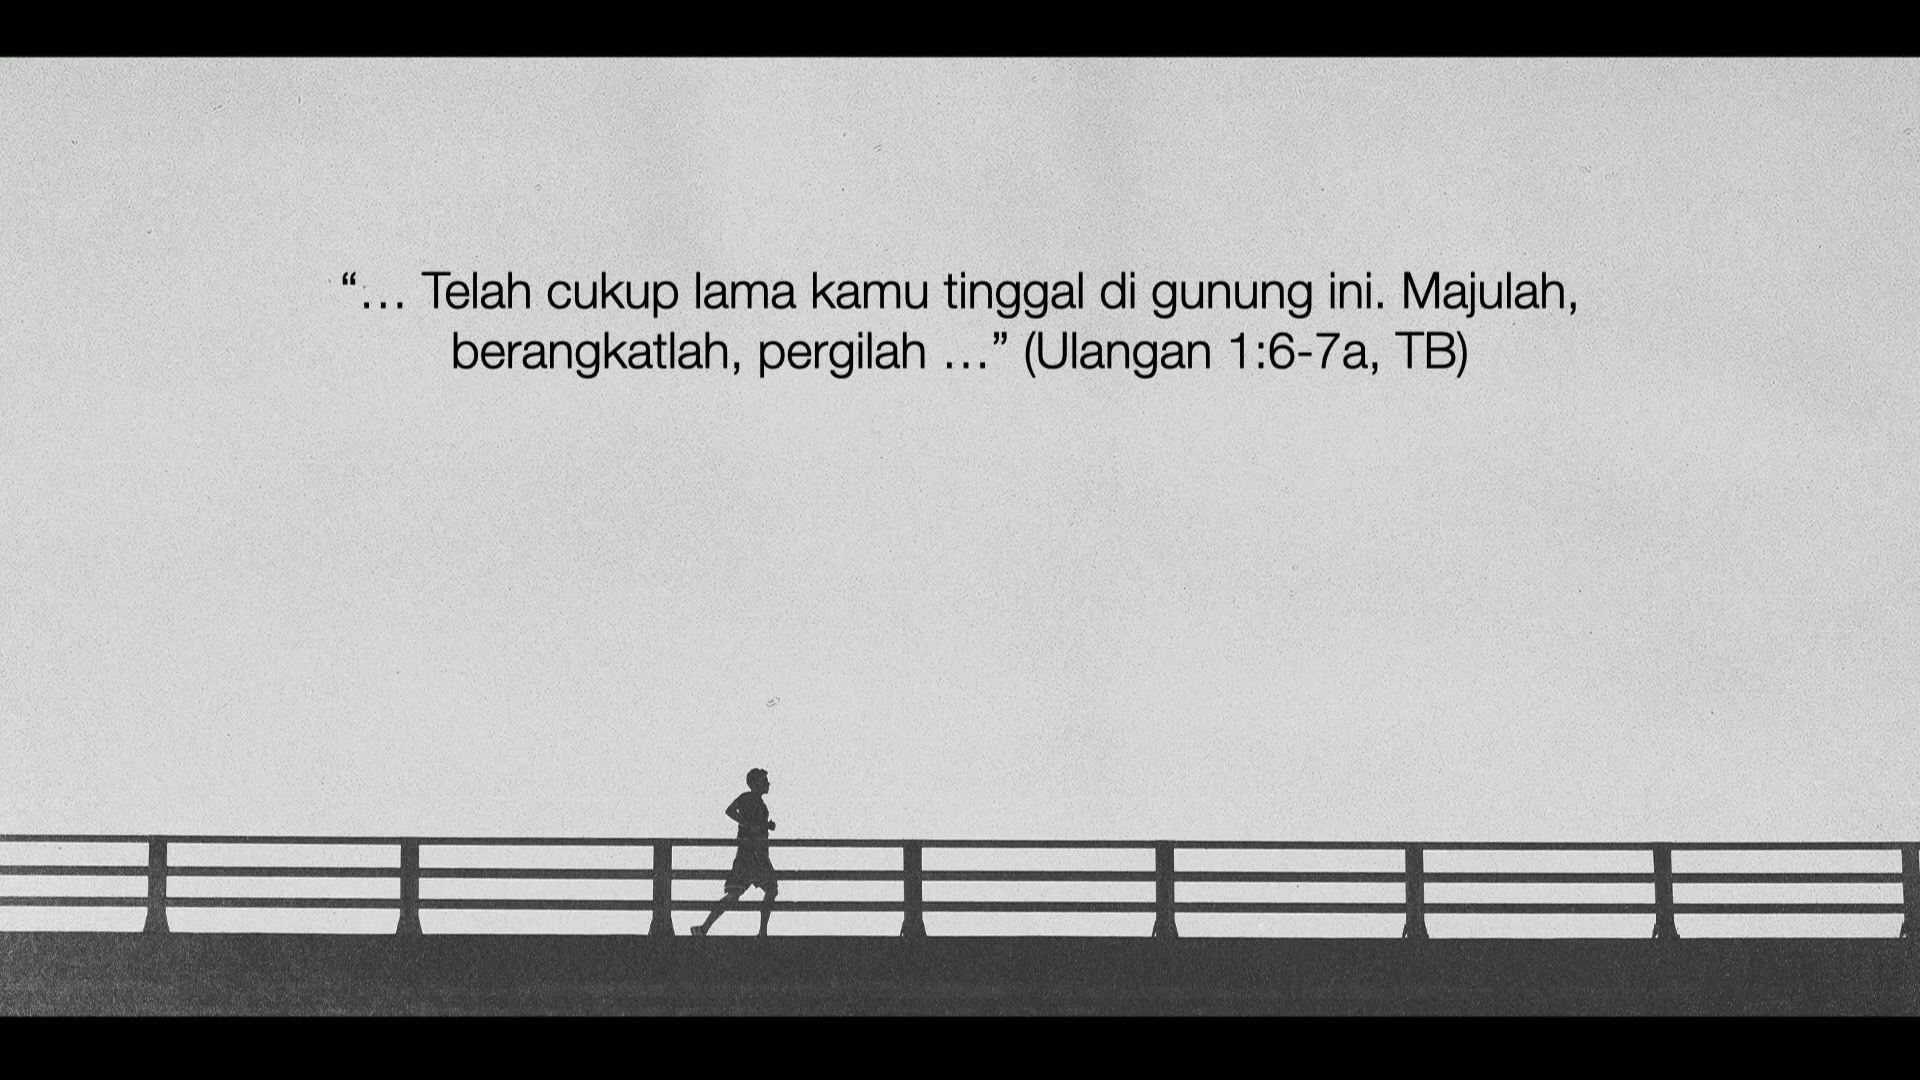 “… Telah cukup lama kamu tinggal di gunung ini. Majulah,
berangkatlah, pergilah …” (Ulangan 1:6-7a, TB)